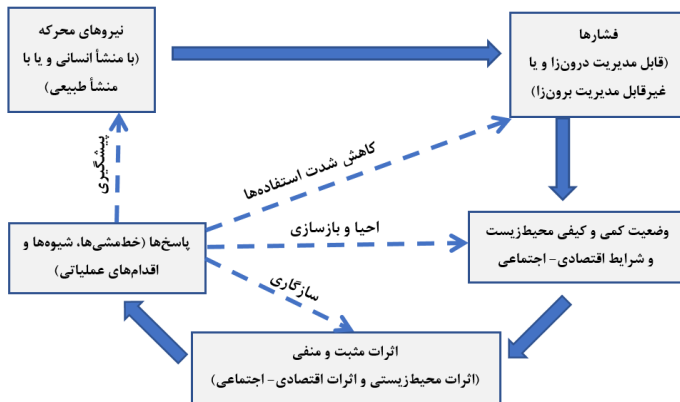 نیروهای محرکه
(با منشأ انسانی و یا با
منشأ طبیعی)
فشارها
(قابل مدیریت درون‌زا و یا
غیرقابل مدیریت برون‌زا)
پیشگیری
کاهش شدت استفاده‌ها
احیا و بازسازی
سازگاری
پاسخ‌ها (خط‌مشی‌ها، شیوه‌ها و
اقدام‌های عملیاتی)
وضعیت کمی و کیفی محیط‌زیست
و شرایط اقتصادی- اجتماعی
اثرات مثبت و منفی
(اثرات محیط‌زیستی و اثرات اقتصادی- اجتماعی)